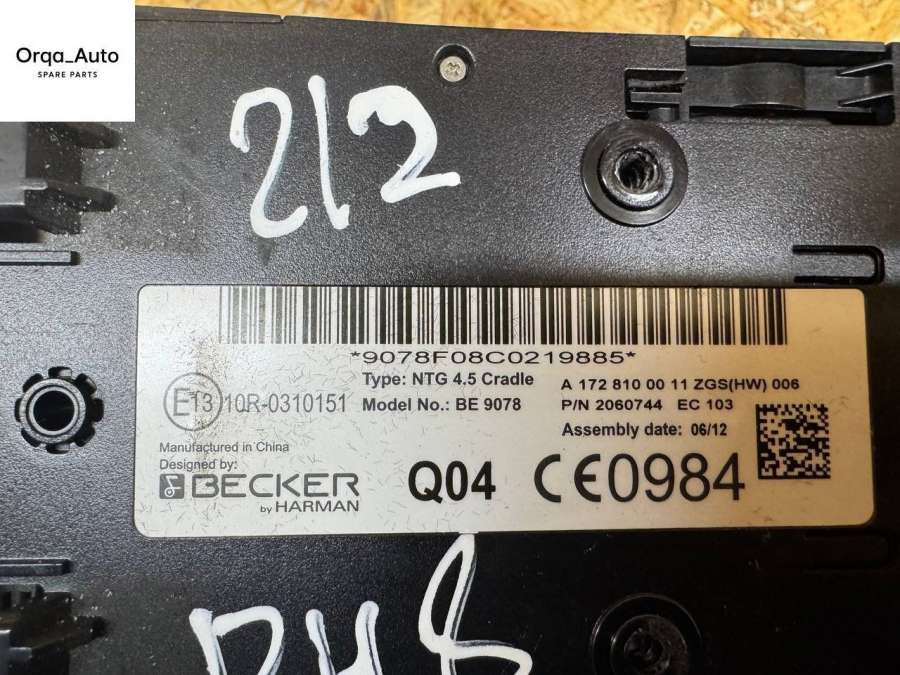 Orqa_Auto
SPARE PARTS
212
*9078F08C0219885*
Type: NTG 4.5 Cradle
A 172 810 00 11 ZGS(HW) 006
E13 10R-0310151
Model No.: BE 9078
P/N 2060744 EC 103
Assembly date: 06/12
Manufactured in China
Designed by:
BECKER
by HARMAN
Q04
CE0984